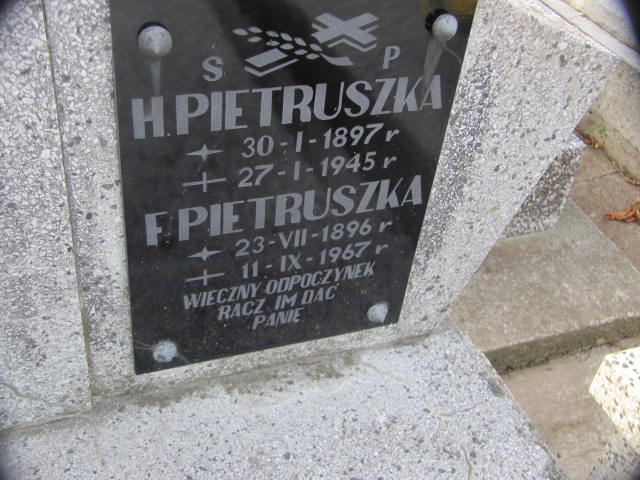 S P
H. PIETRUSZKA
30-I-1897 r
27-I-1945 r
F. PIETRUSZKA
23-VII-1896 r
11-IX-1967 r
WIECZNY ODPOCZYNEK
RACZ IM DAĆ
PANIE